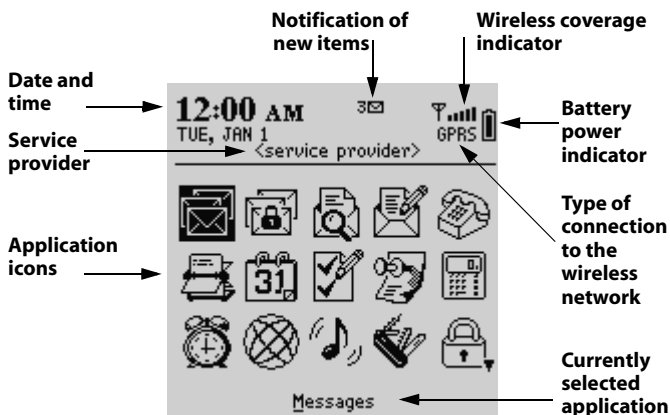 Notification of
new items
Wireless coverage
indicator
Date and
time
12:00 AM
3
TUE, JAN 1
GPRS
Battery
power
indicator
Service
provider
<service provider>
Type of
connection
to the
wireless
network
Application
icons
31
0.
Currently
selected
application
Messages